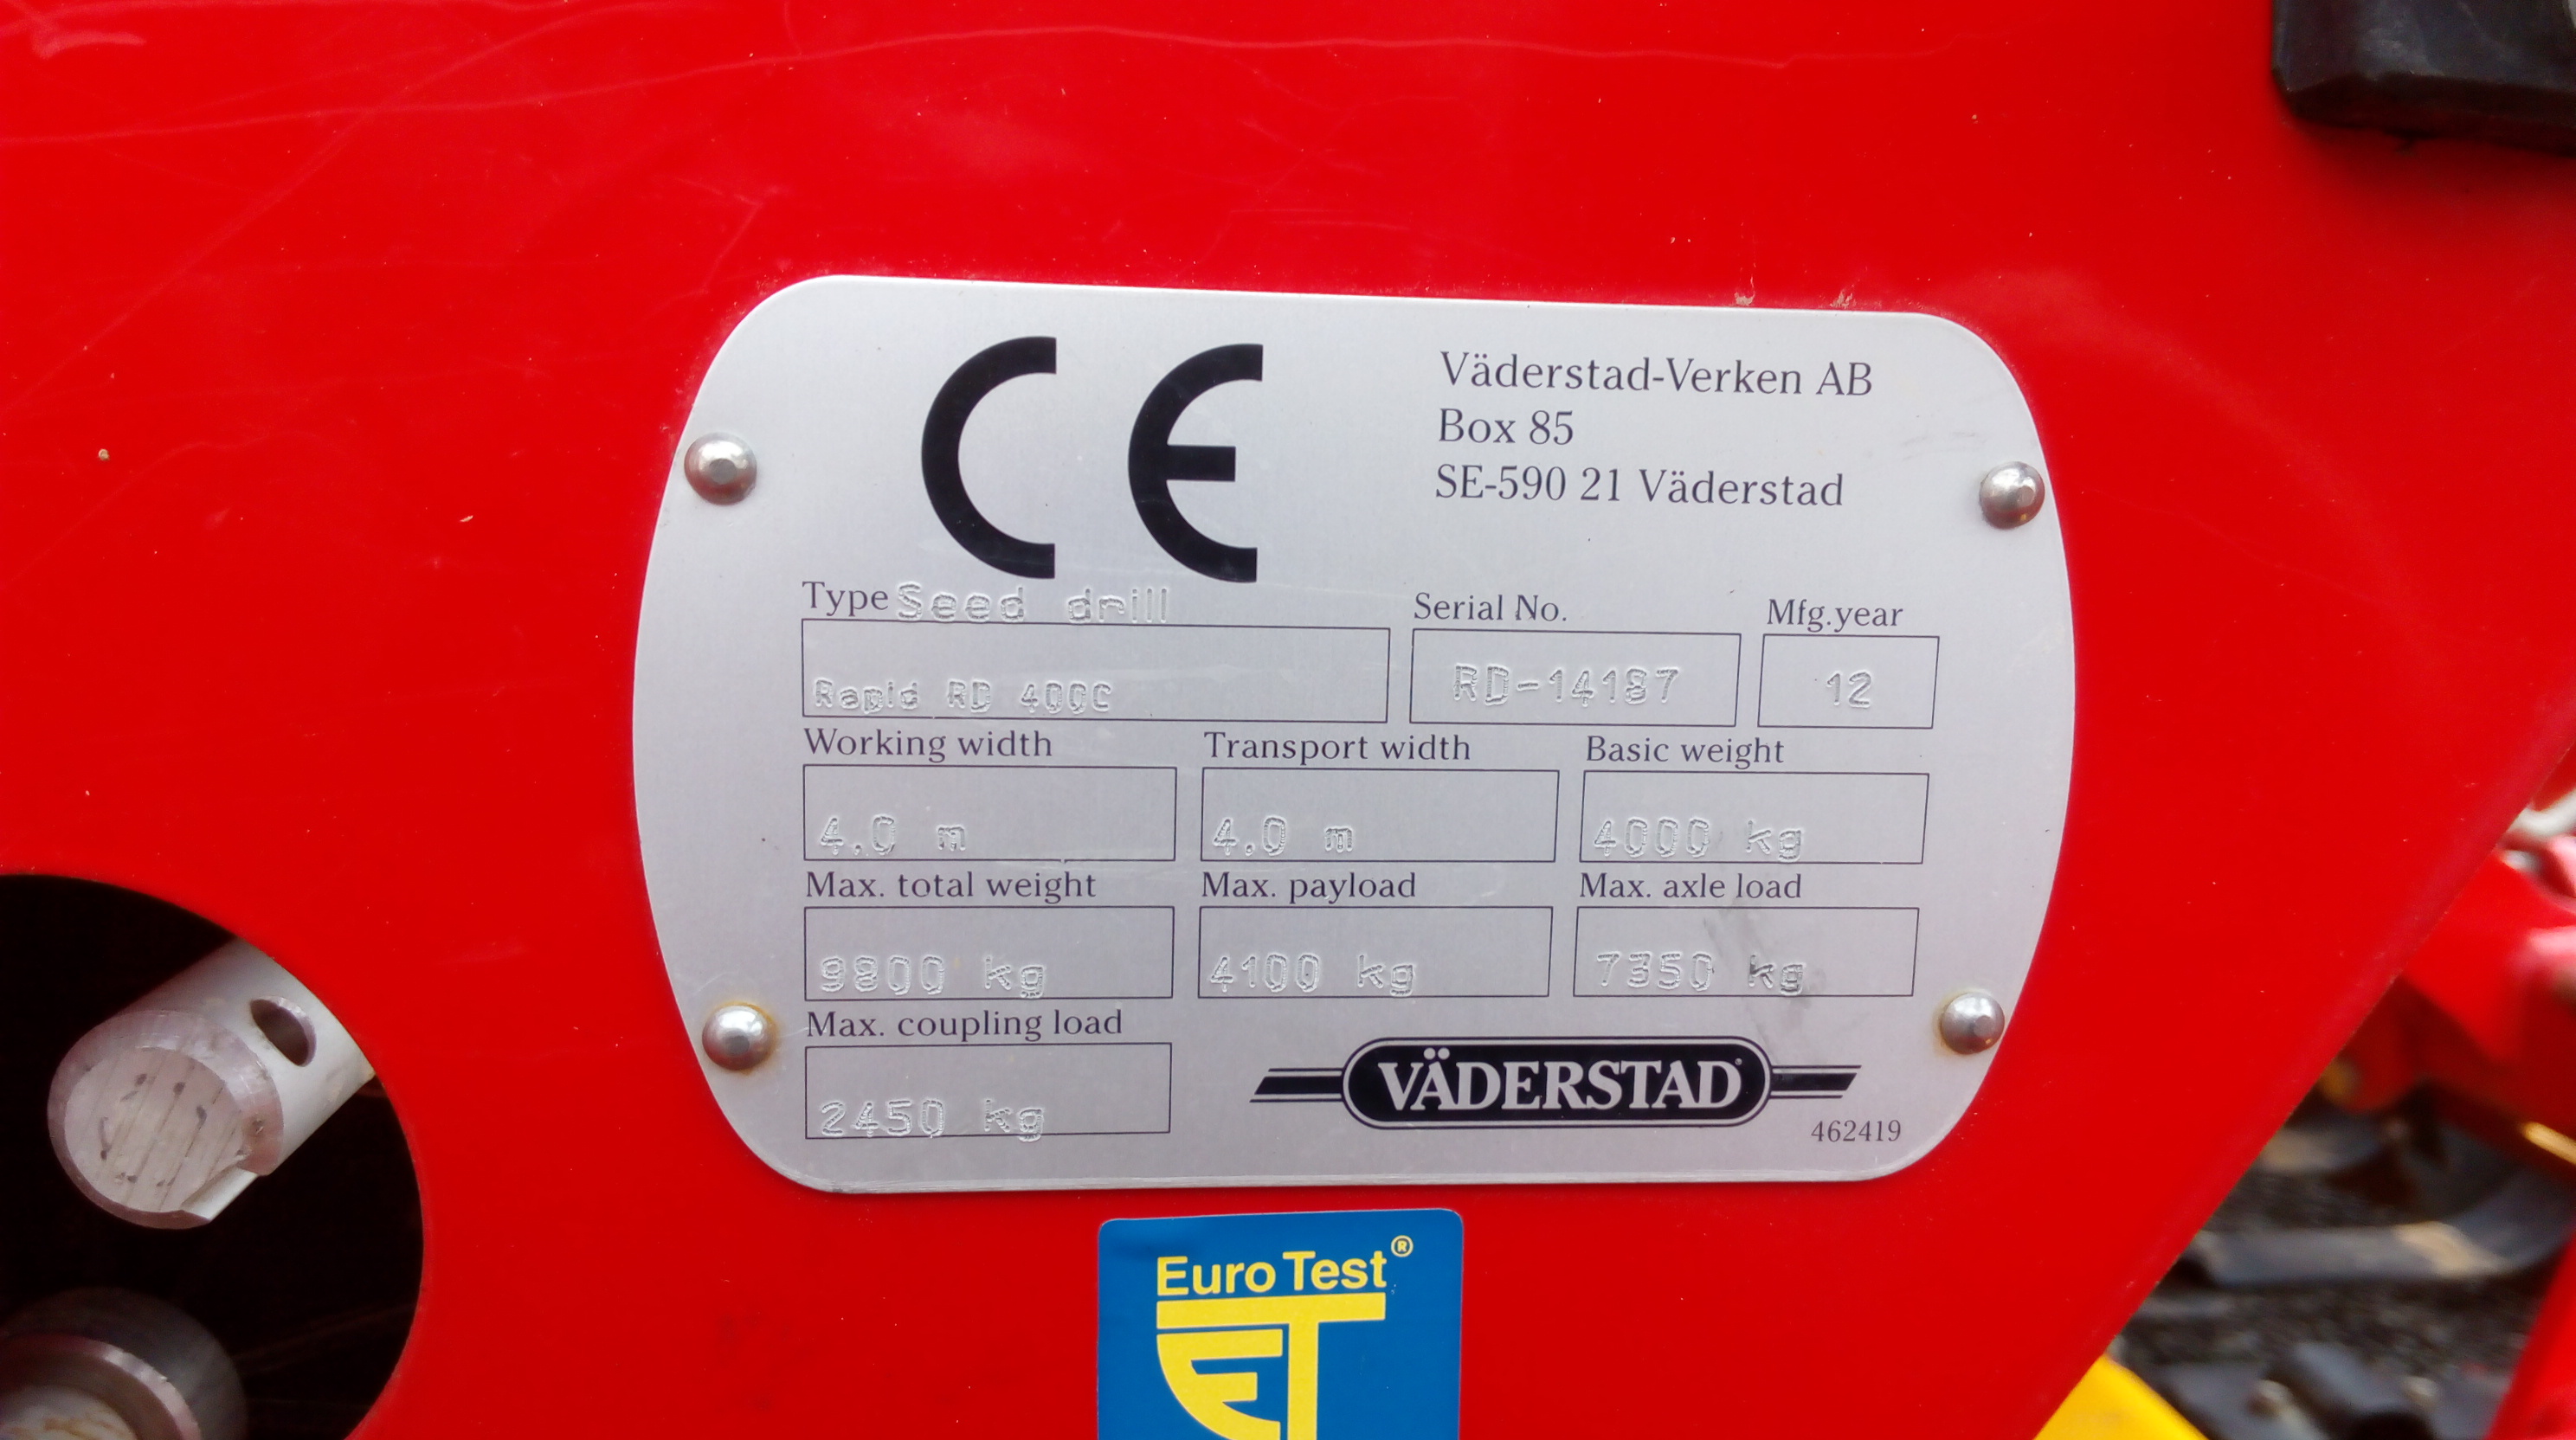 CE
Väderstad-Verken AB
Box 85
SE-590 21 Väderstad
Type Seed drill
Rapid RD 400C
Serial No.
RD-14187
Mfg.year
12
Working width
4.0 m
Transport width
4.0 m
Basic weight
4000 kg
Max. total weight
9800 kg
Max. payload
4100 kg
Max. axle load
7350 kg
Max. coupling load
2450 kg
VÄDERSTAD
462419
EuroTest®
ET